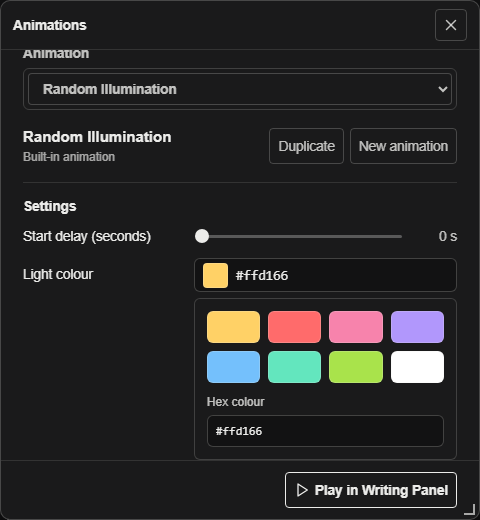 Animations
Animation
Random Illumination
Random Illumination
Built-in animation
Duplicate
New animation
Settings
Start delay (seconds)
0 s
Light colour
#ffd166
Hex colour
#ffd166
Play in Writing Panel